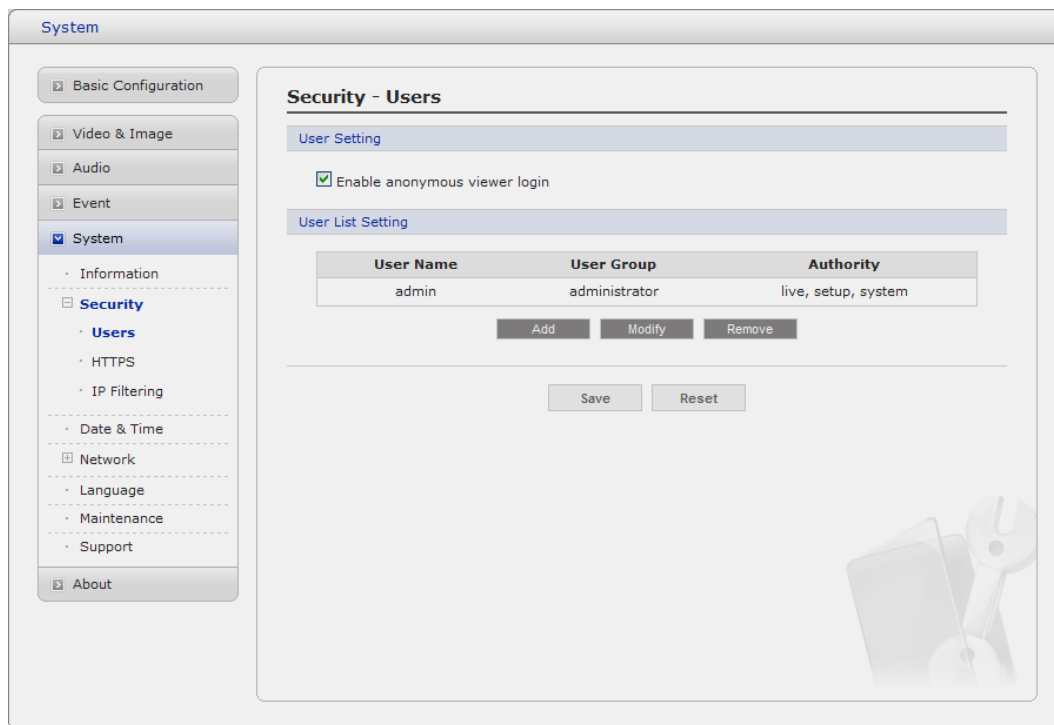 System
Basic Configuration
Video & Image
Audio
Event
System
Information
Security
Users
HTTPS
IP Filtering
Date & Time
Network
Language
Maintenance
Support
About
Security - Users
User Setting
Enable anonymous viewer login
User List Setting
User Name User Group Authority
admin administrator live, setup, system
Add Modify Remove
Save Reset